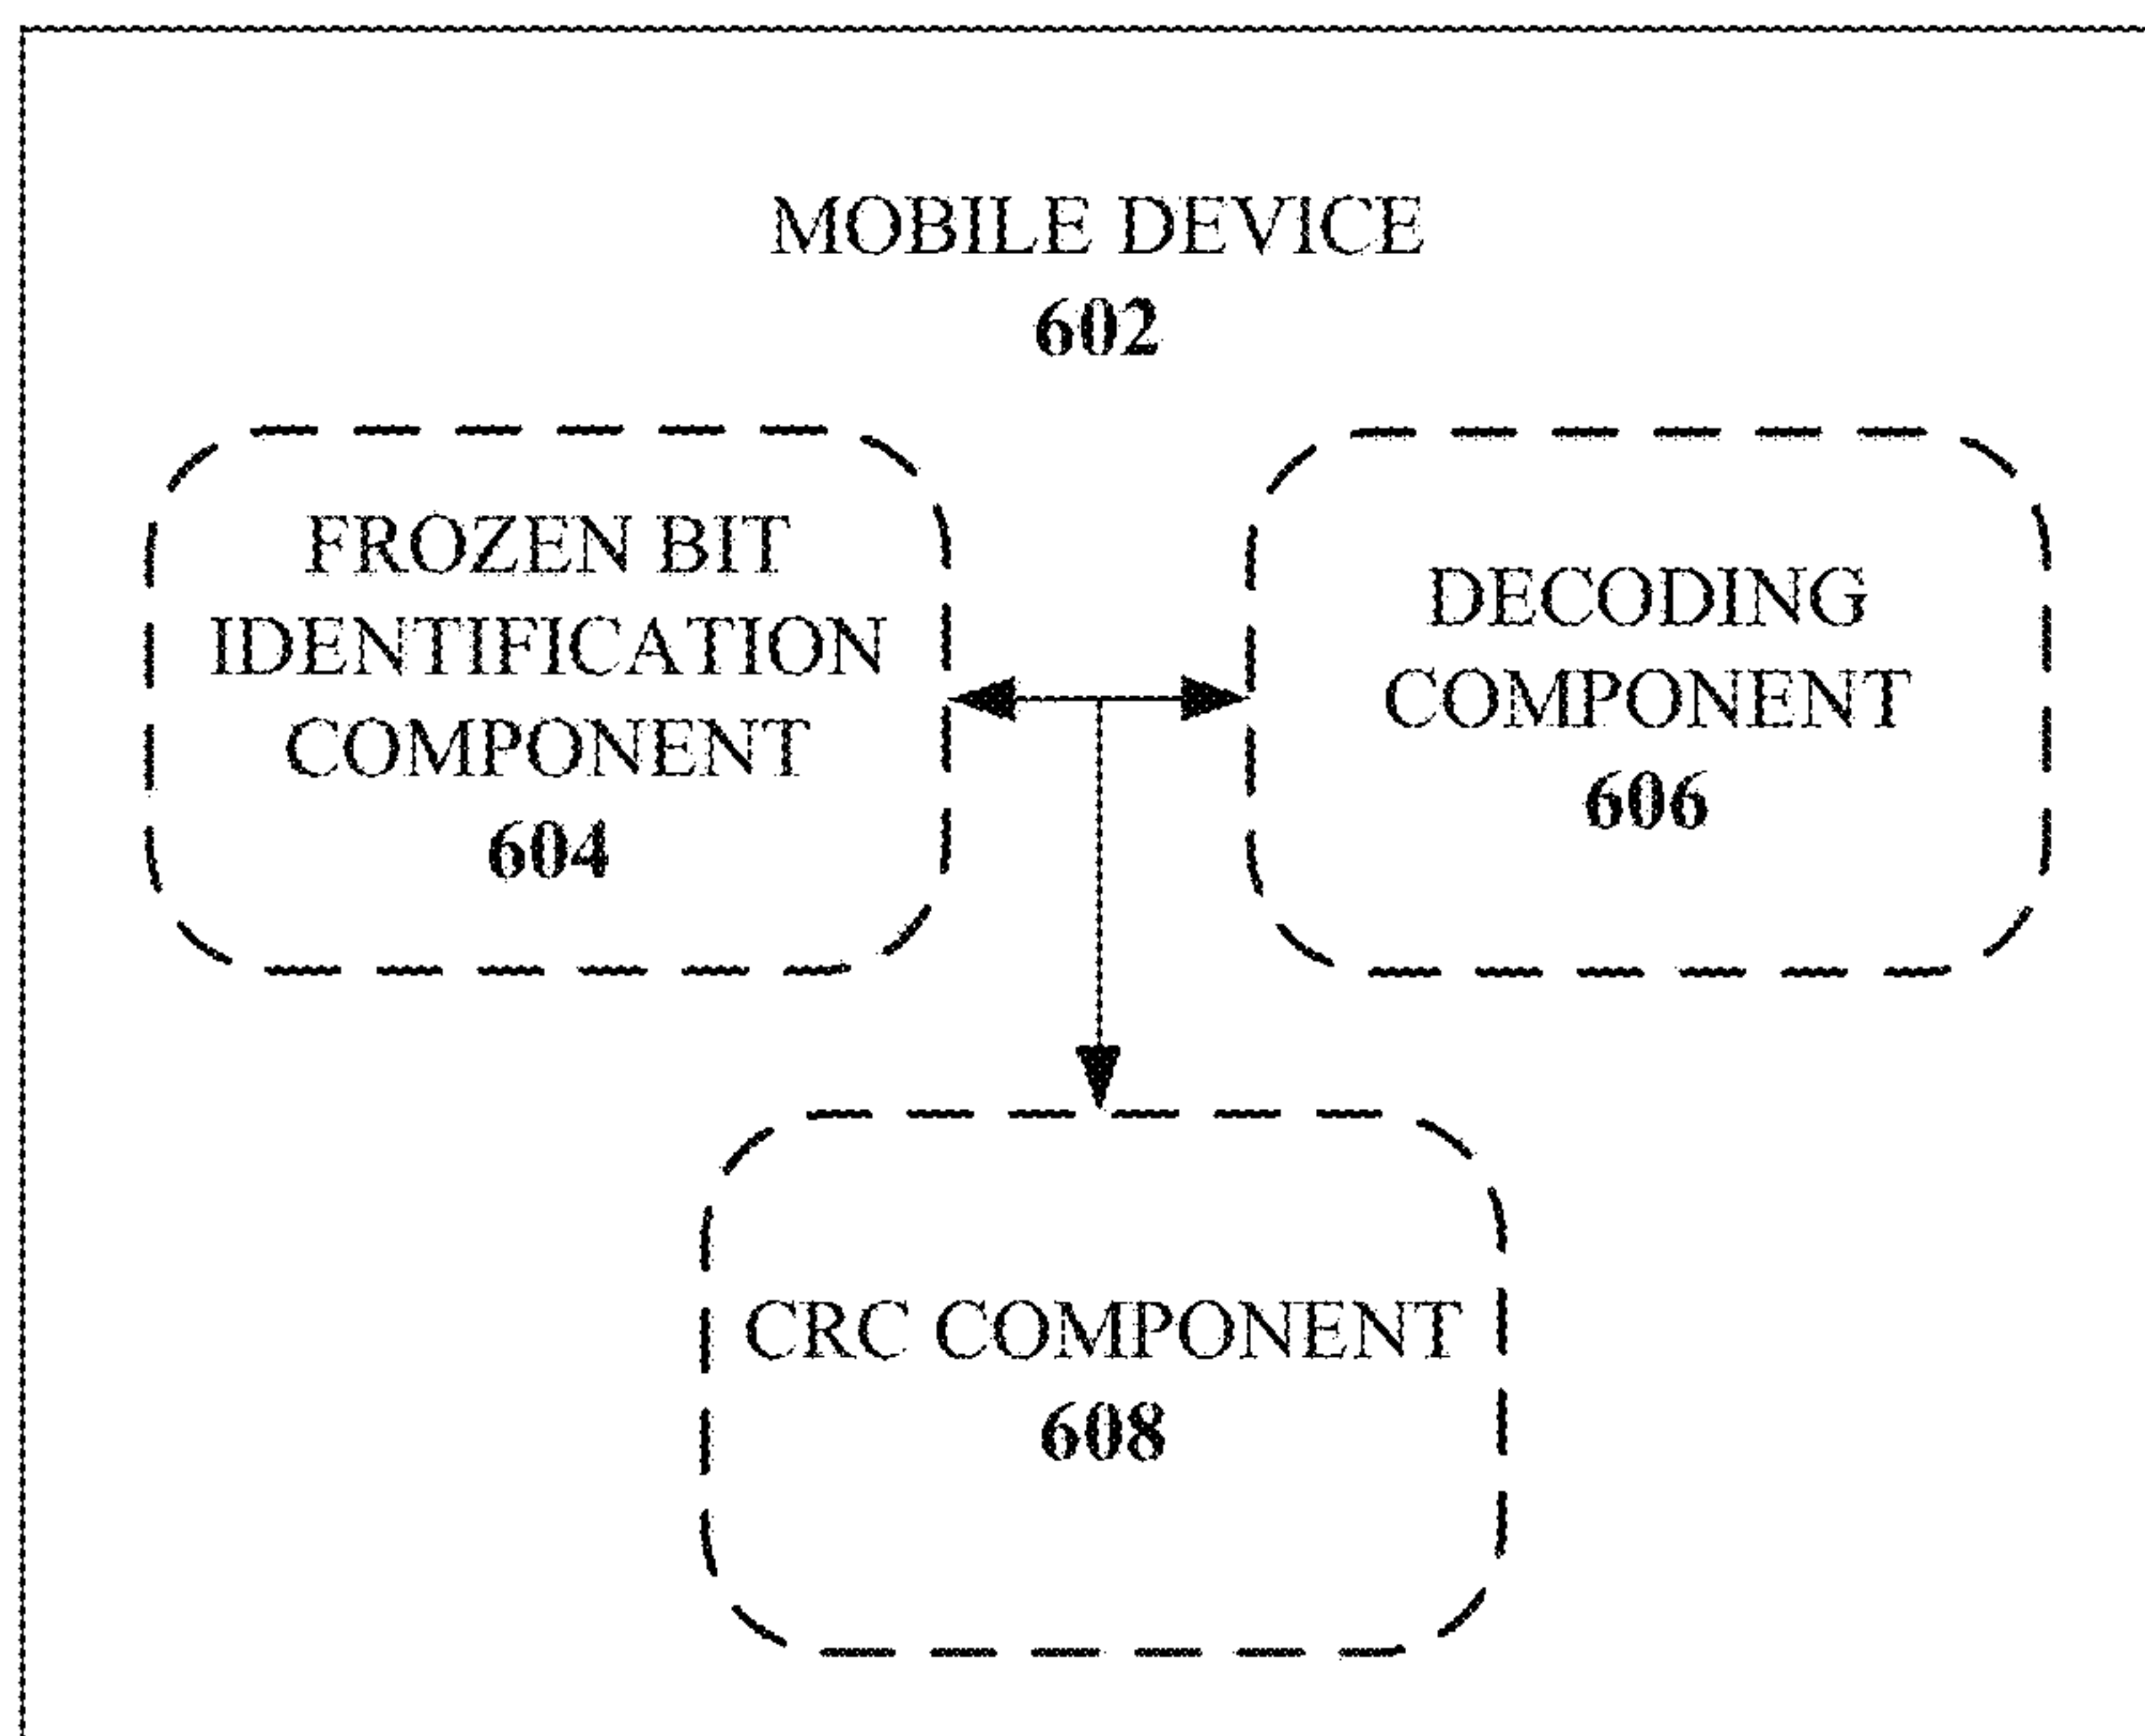 MOBILE DEVICE
602
FROZEN BIT
IDENTIFICATION
COMPONENT
604
DECODING
COMPONENT
606
CRC COMPONENT
608